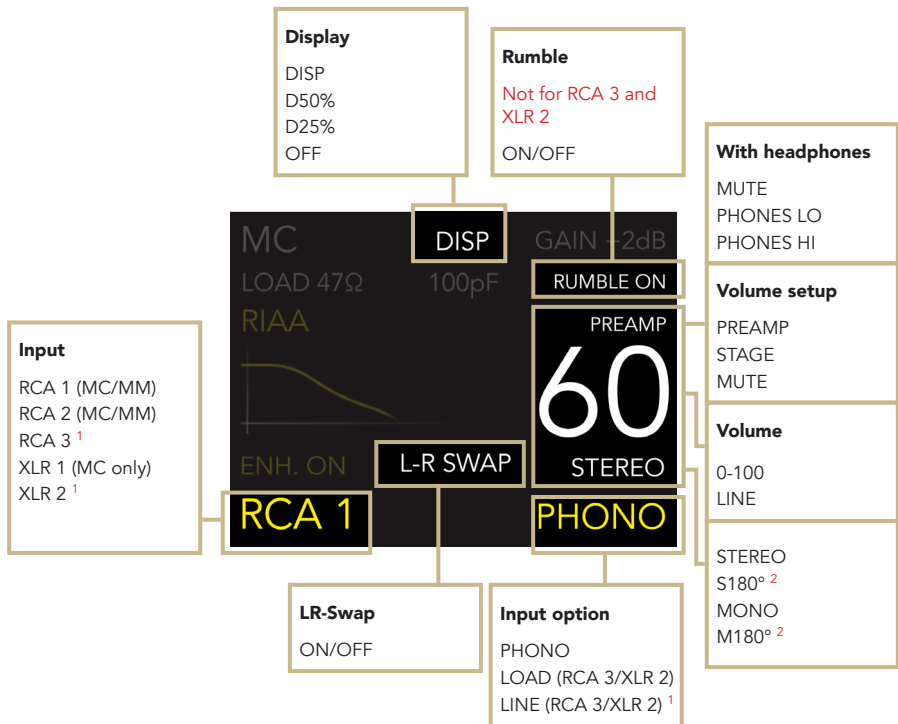 Display
DISP
D50%
D25%
OFF
Rumble
Not for RCA 3 and
XLR 2
ON/OFF
With headphones
MUTE
PHONES LO
PHONES HI
Volume setup
PREAMP
STAGE
MUTE
Volume
0-100
LINE
STEREO
S180° 2
MONO
M180° 2
Input
RCA 1 (MC/MM)
RCA 2 (MC/MM)
RCA 3 1
XLR 1 (MC only)
XLR 2 1
MC
DISP
GAIN +2dB
LOAD 47Ω
100pF
RUMBLE ON
RIAA
PREAMP
60
ENH. ON
L-R SWAP
STEREO
RCA 1
PHONO
LR-Swap
ON/OFF
Input option
PHONO
LOAD (RCA 3/XLR 2)
LINE (RCA 3/XLR 2) 1